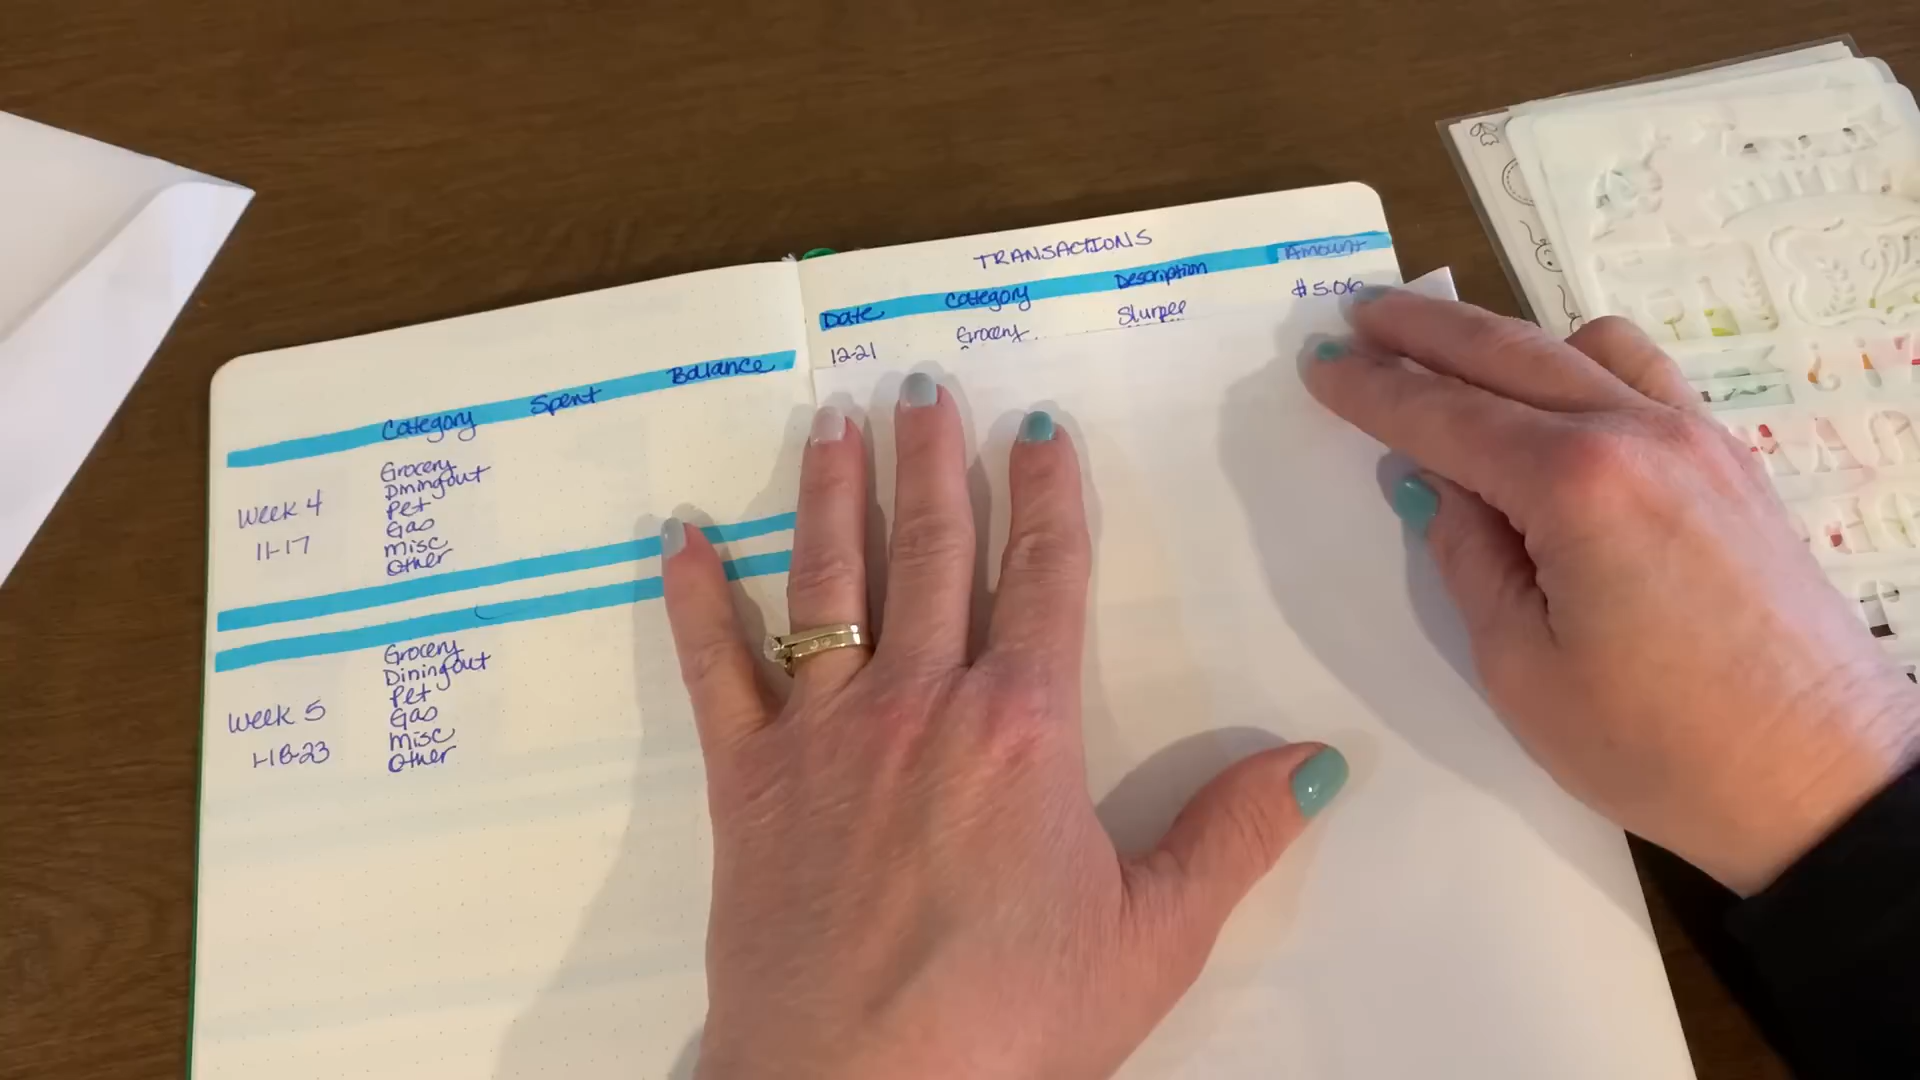 Category Spent Balance
Week 4
11-17
Grocery
Diningout
Pet
Gas
Misc
Other
Week 5
1-18-23
Grocery
Diningout
Pet
Gas
Misc
Other
TRANSACTIONS
Date Category Description Amount
12-21 Grocery Slurpee $5.06